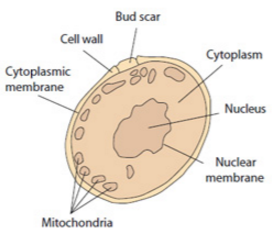 Bud scar
Cell wall
Cytoplasm
Cytoplasmic
membrane
Nucleus
Nuclear
membrane
Mitochondria